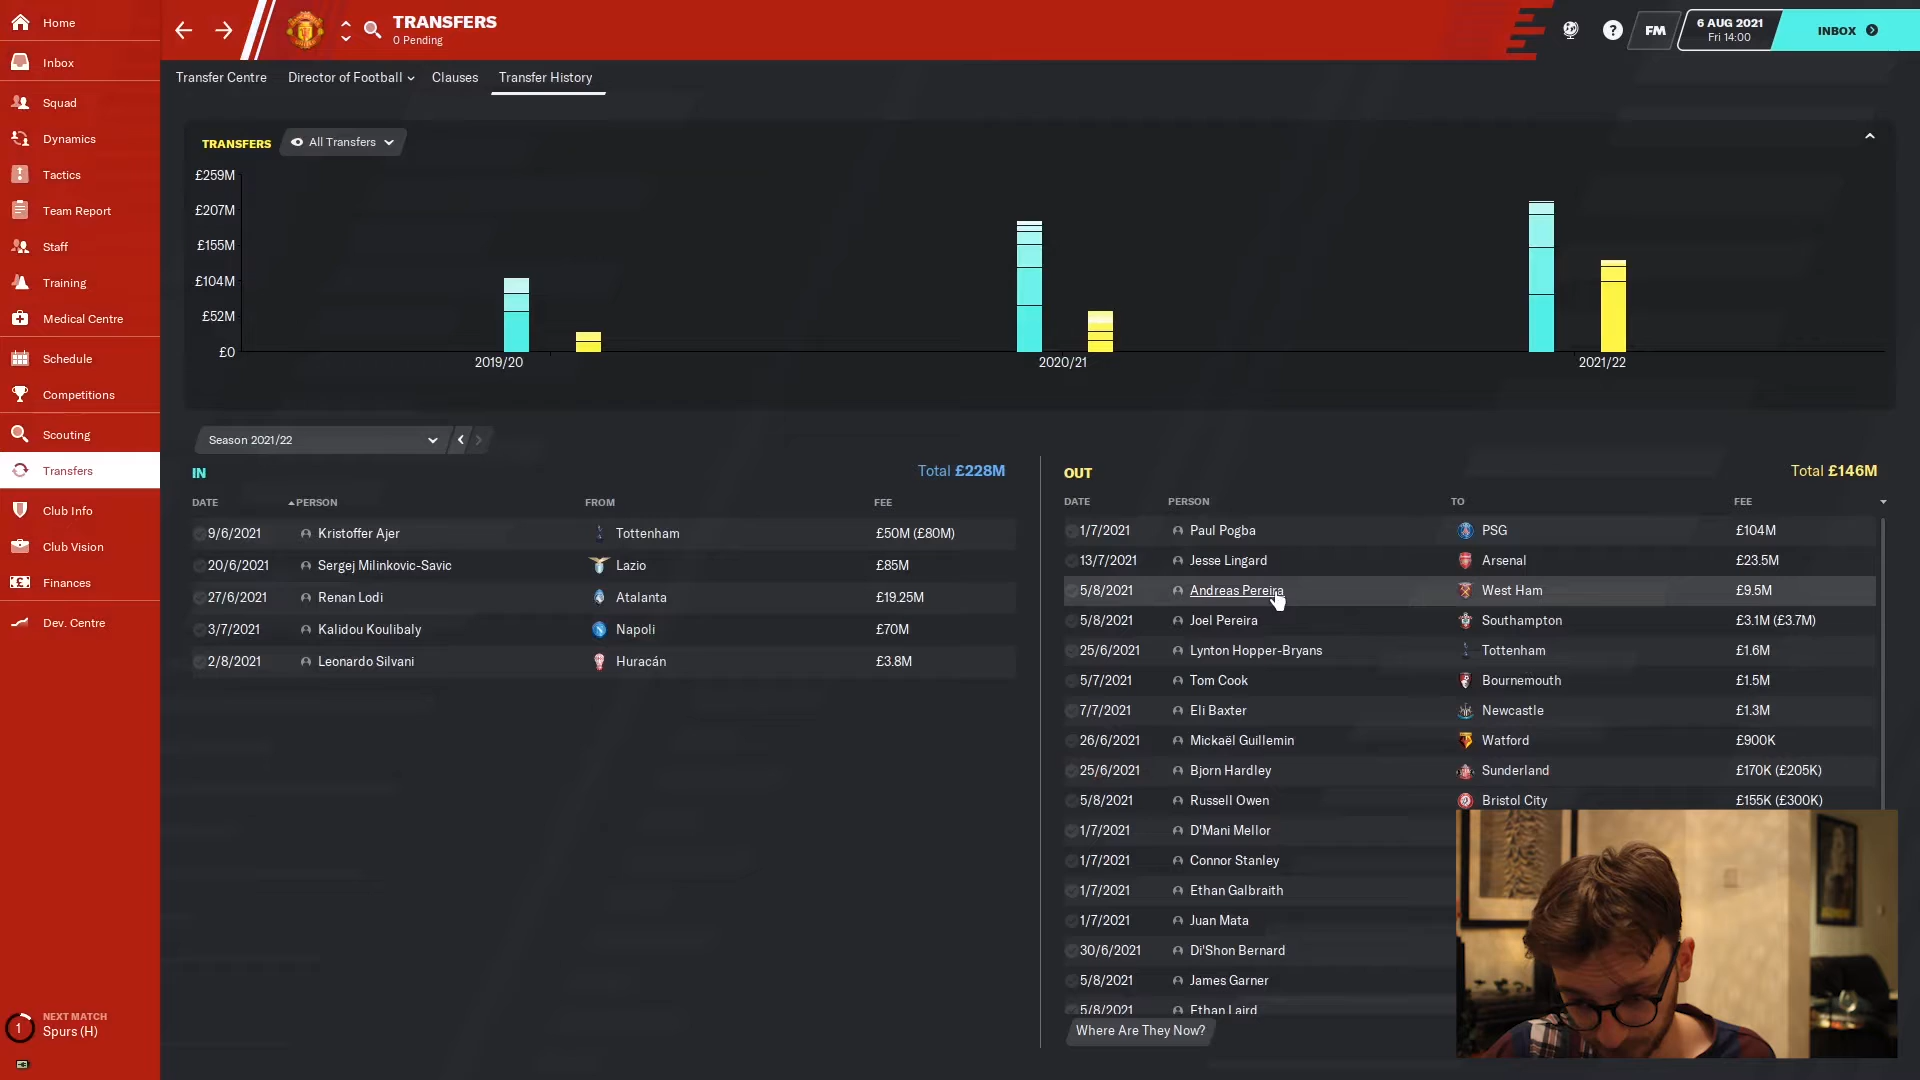 Home
Inbox
Squad
Dynamics
Tactics
Team Report
Staff
Training
Medical Centre
Schedule
Competitions
Scouting
Transfers
Club Info
Club Vision
Finances
Dev. Centre
1
NEXT MATCH
Spurs (H)
TRANSFERS
0 Pending
?
FM
6 AUG 2021
Fri 14:00
INBOX
Transfer Centre Director of Football Clauses Transfer History
TRANSFERS All Transfers
£259M
£207M
£155M
£104M
£52M
£0
2019/20 2020/21 2021/22
Season 2021/22
IN Total £228M
DATE PERSON FROM FEE
9/6/2021 Kristoffer Ajer Tottenham £50M (£80M)
20/6/2021 Sergej Milinkovic-Savic Lazio £85M
27/6/2021 Renan Lodi Atalanta £19.25M
3/7/2021 Kalidou Koulibaly Napoli £70M
2/8/2021 Leonardo Silvani Huracán £3.8M
OUT Total £146M
DATE PERSON TO FEE
1/7/2021 Paul Pogba PSG £104M
13/7/2021 Jesse Lingard Arsenal £23.5M
5/8/2021 Andreas Pereira West Ham £9.5M
5/8/2021 Joel Pereira Southampton £3.1M (£3.7M)
25/6/2021 Lynton Hopper-Bryans Tottenham £1.6M
5/7/2021 Tom Cook Bournemouth £1.5M
7/7/2021 Eli Baxter Newcastle £1.3M
26/6/2021 Mickaël Guillemin Watford £900K
25/6/2021 Bjorn Hardley Sunderland £170K (£205K)
5/8/2021 Russell Owen Bristol City £155K (£300K)
1/7/2021 D'Mani Mellor
1/7/2021 Connor Stanley
1/7/2021 Ethan Galbraith
1/7/2021 Juan Mata
30/6/2021 Di'Shon Bernard
5/8/2021 James Garner
5/8/2021 Ethan Laird
Where Are They Now?